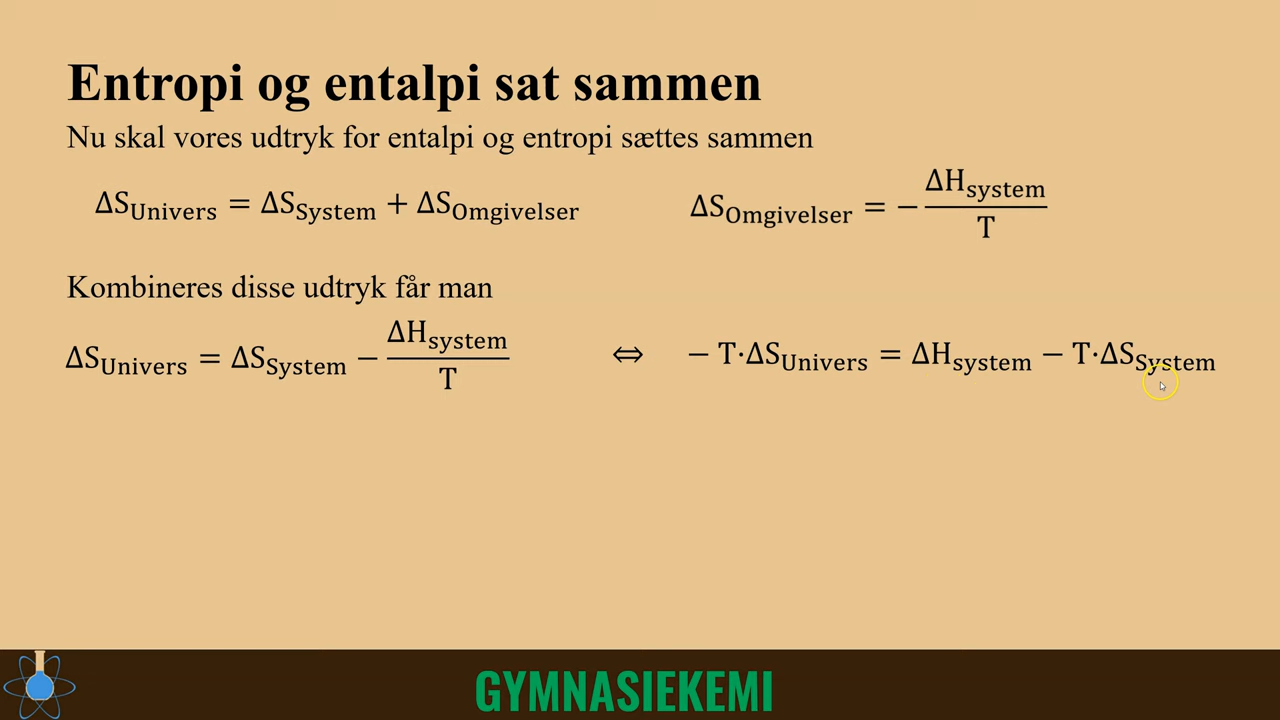 Entropi og entalpi sat sammen
Nu skal vores udtryk for entalpi og entropi sættes sammen
ΔS_Univers = ΔS_System + ΔS_Omgivelser
ΔS_Omgivelser = − ΔH_system / T
Kombineres disse udtryk får man
ΔS_Univers = ΔS_System − ΔH_system / T ⇔ − T·ΔS_Univers = ΔH_system − T·ΔS_System
GYMNASIEKEMI